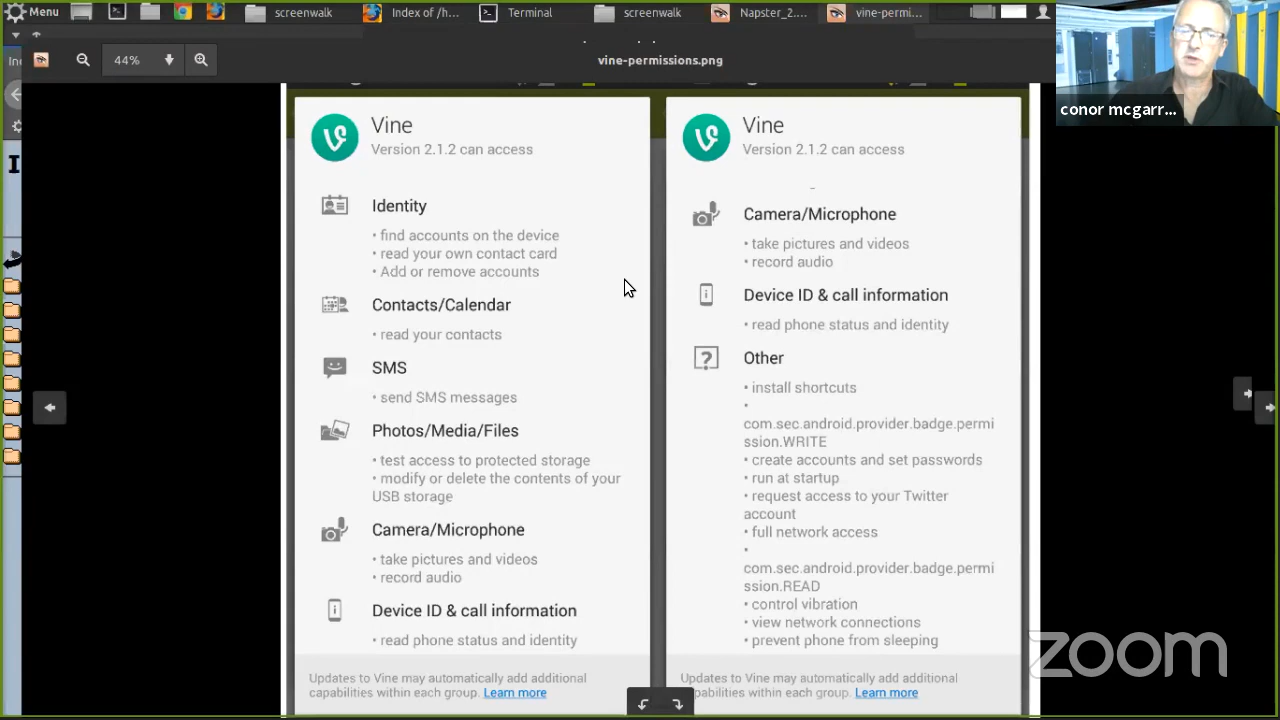 Menu
screenwalk
Index of /h...
Terminal
screenwalk
Napster_2....
vine-permi...
44%
vine-permissions.png
conor mcgarr...
Vine
Version 2.1.2 can access
Identity
• find accounts on the device
• read your own contact card
• Add or remove accounts
Contacts/Calendar
• read your contacts
SMS
• send SMS messages
Photos/Media/Files
• test access to protected storage
• modify or delete the contents of your
USB storage
Camera/Microphone
• take pictures and videos
• record audio
Device ID & call information
• read phone status and identity
Updates to Vine may automatically add additional
capabilities within each group. Learn more
Vine
Version 2.1.2 can access
Camera/Microphone
• take pictures and videos
• record audio
Device ID & call information
• read phone status and identity
Other
• install shortcuts
•
com.sec.android.provider.badge.permi
ssion.WRITE
• create accounts and set passwords
• run at startup
• request access to your Twitter
account
• full network access
•
com.sec.android.provider.badge.permi
ssion.READ
• control vibration
• view network connections
• prevent phone from sleeping
Updates to Vine may automatically add additional
pabilities within each group. Learn more
zoom